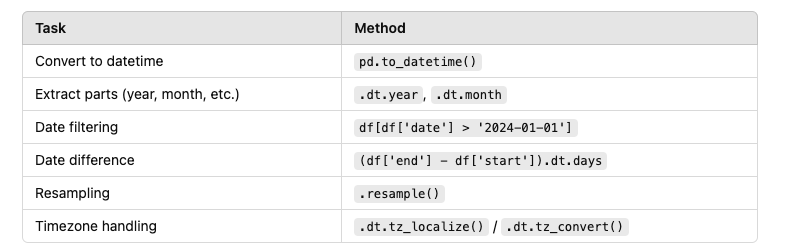 Task Method
Convert to datetime pd.to_datetime()
Extract parts (year, month, etc.) .dt.year, .dt.month
Date filtering df[df['date'] > '2024-01-01']
Date difference (df['end'] - df['start']).dt.days
Resampling .resample()
Timezone handling .dt.tz_localize() / .dt.tz_convert()